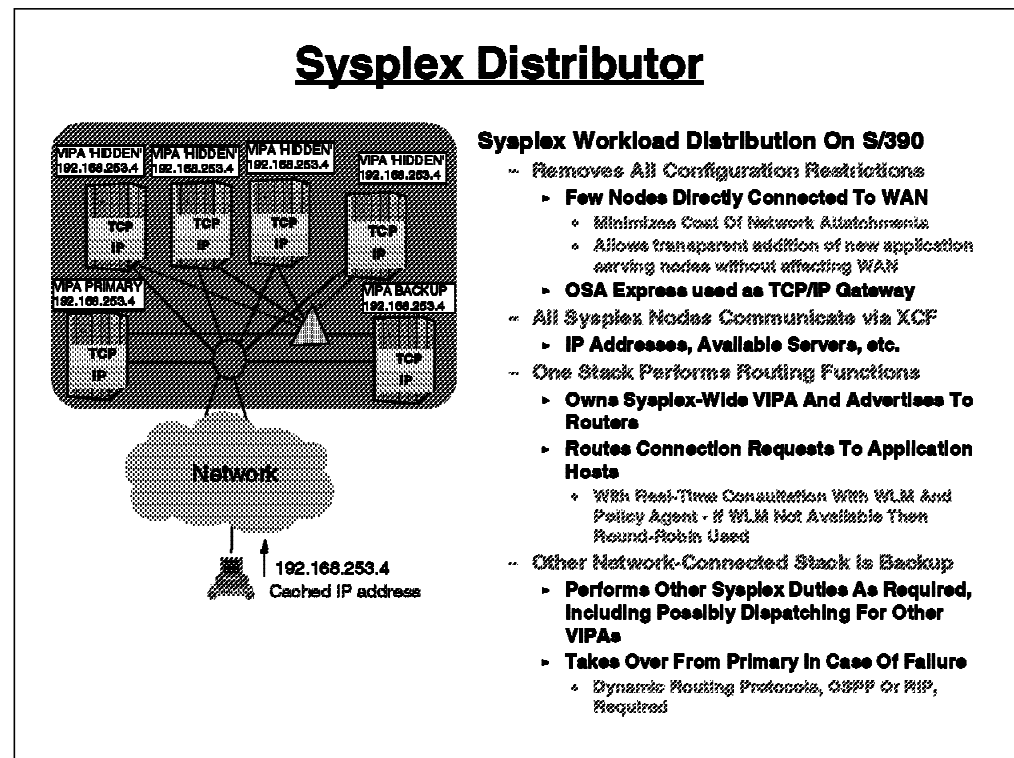 Sysplex Distributor
VIPA 'HIDDEN'
192.168.253.4
VIPA 'HIDDEN'
192.168.253.4
VIPA 'HIDDEN'
192.168.253.4
VIPA 'HIDDEN'
192.168.253.4
TCP
IP
TCP
IP
TCP
IP
TCP
IP
VIPA PRIMARY
192.168.253.4
VIPA BACKUP
192.168.253.4
TCP
IP
TCP
IP
Network
192.168.253.4
Cached IP address
Sysplex Workload Distribution On S/390
~ Removes All Configuration Restrictions
► Few Nodes Directly Connected To WAN
◦ Minimizes Cost Of Network Attatchments
◦ Allows transparent addition of new application
serving nodes without affecting WAN
► OSA Express used as TCP/IP Gateway
~ All Sysplex Nodes Communicate via XCF
► IP Addresses, Available Servers, etc.
~ One Stack Performs Routing Functions
► Owns Sysplex-Wide VIPA And Advertises To
Routers
► Routes Connection Requests To Application
Hosts
◦ With Real-Time Consultation With WLM And
Policy Agent - If WLM Not Available Then
Round-Robin Used
~ Other Network-Connected Stack Is Backup
► Performs Other Sysplex Duties As Required,
Including Possibly Dispatching For Other
VIPAs
► Takes Over From Primary In Case Of Failure
◦ Dynamic Routing Protocols, OSPF Or RIP,
Required